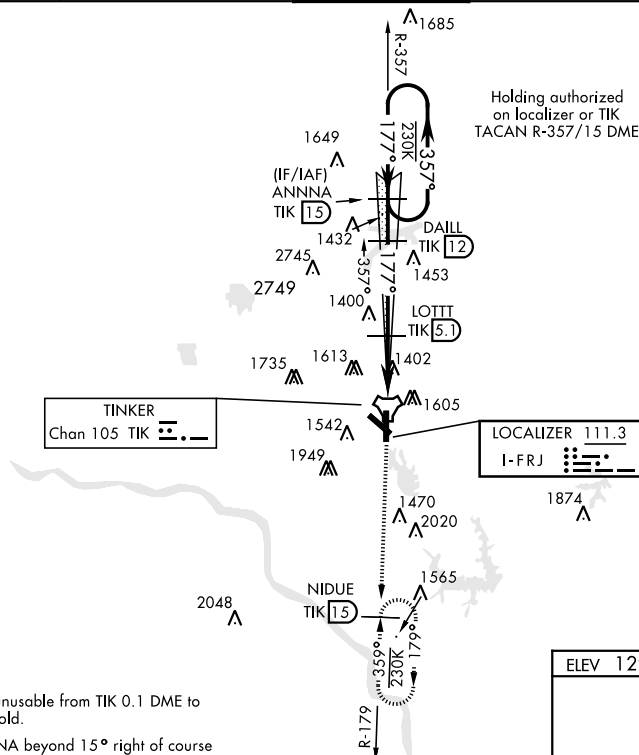 1685
R-357
Holding authorized
on localizer or TIK
TACAN R-357/15 DME
177°
230K
357°
1649
(IF/IAF)
ANNNA
TIK 15
1432
DAILL
TIK 12
2745
357°
177°
1453
2749
1400
LOTTT
TIK 5.1
1735
1613
1402
1605
TINKER
Chan 105 TIK
1542
LOCALIZER 111.3
I-FRJ
1949
1470
2020
1874
NIDUE
TIK 15
1565
2048
359°
230K
179°
R-179
ELEV 12
nusable from TIK 0.1 DME to
old.
NA beyond 15° right of course